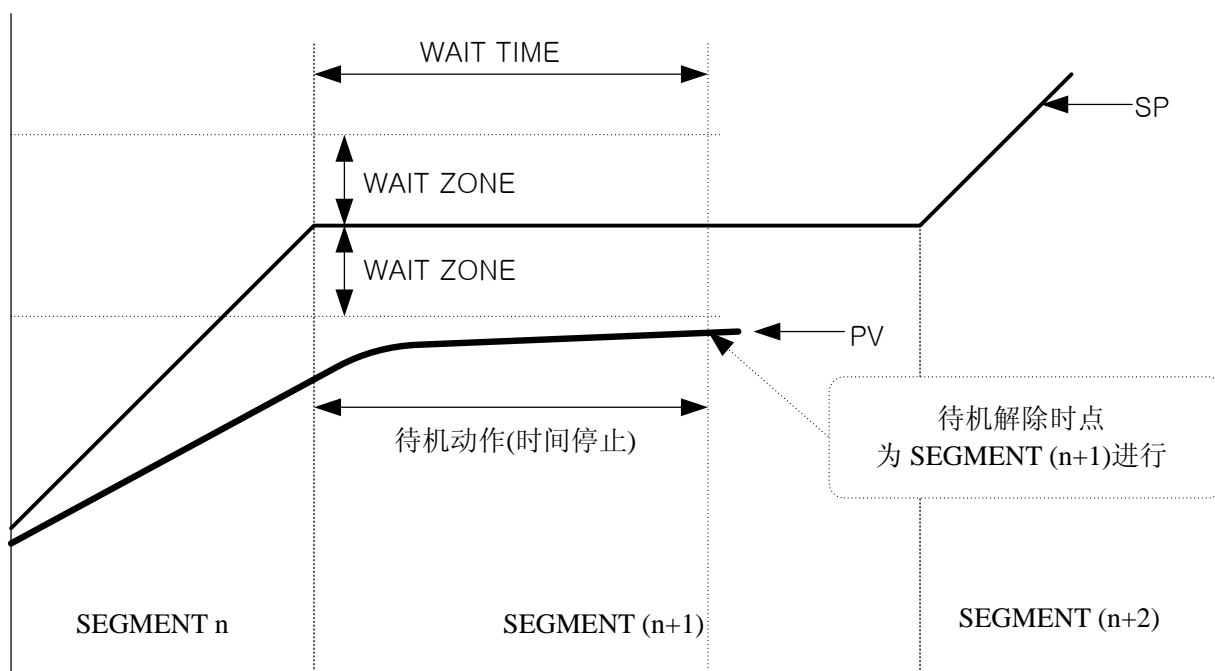 WAIT TIME
SP
WAIT ZONE
WAIT ZONE
PV
待机动作(时间停止)
待机解除时点
为 SEGMENT (n+1)进行
SEGMENT n
SEGMENT (n+1)
SEGMENT (n+2)